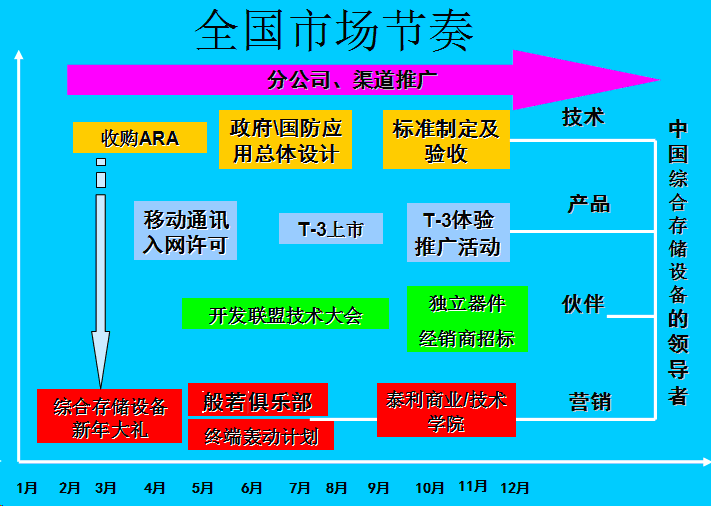 全国市场节奏
分公司、渠道推广
技术
收购ARA
政府\国防应
用总体设计
标准制定及
验收
产品
移动通讯
入网许可
T-3上市
T-3体验
推广活动
伙伴
开发联盟技术大会
独立器件
经销商招标
营销
综合存储设备
新年大礼
般若俱乐部
终端轰动计划
泰利商业/技术
学院
中国综合存储设备的领导者
1月 2月 3月 4月 5月 6月 7月 8月 9月 10月 11月 12月